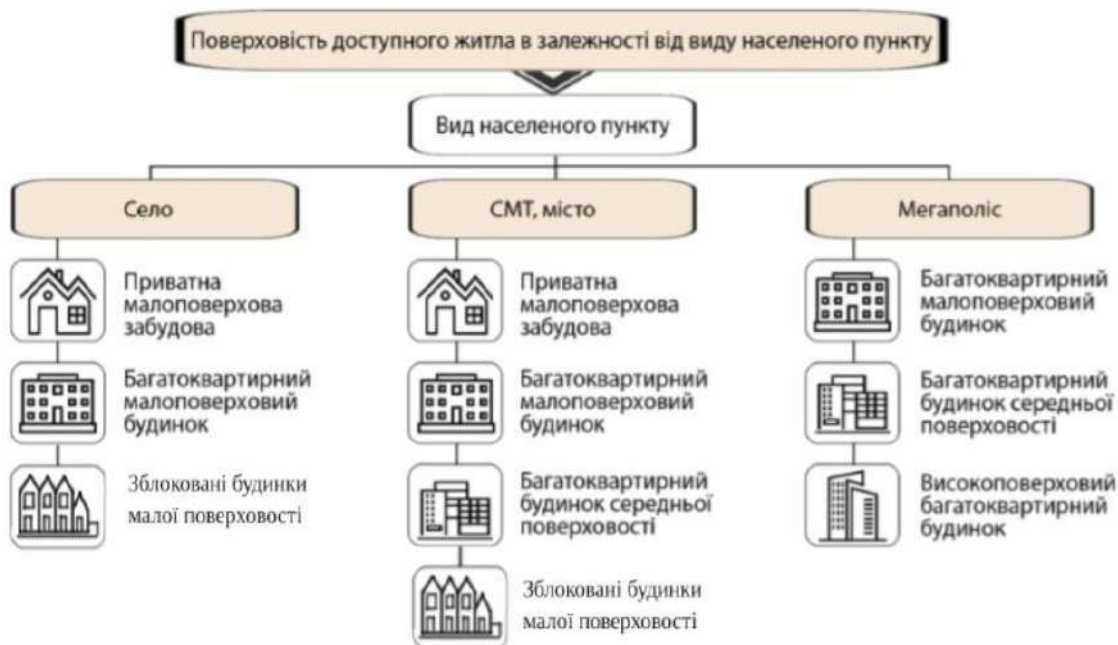 Поверховість доступного житла в залежності від виду населеного пункту
Вид населеного пункту
Село
Приватна
малоповерхова
забудова
Багатоквартирний
малоповерховий
будинок
Зблоковані будинки
малої поверховості
СМТ, місто
Приватна
малоповерхова
забудова
Багатоквартирний
малоповерховий
будинок
Багатоквартирний
будинок середньої
поверховості
Зблоковані будинки
малої поверховості
Мегаполіс
Багатоквартирний
малоповерховий
будинок
Багатоквартирний
будинок середньої
поверховості
Високоповерховий
багатоквартирний
будинок